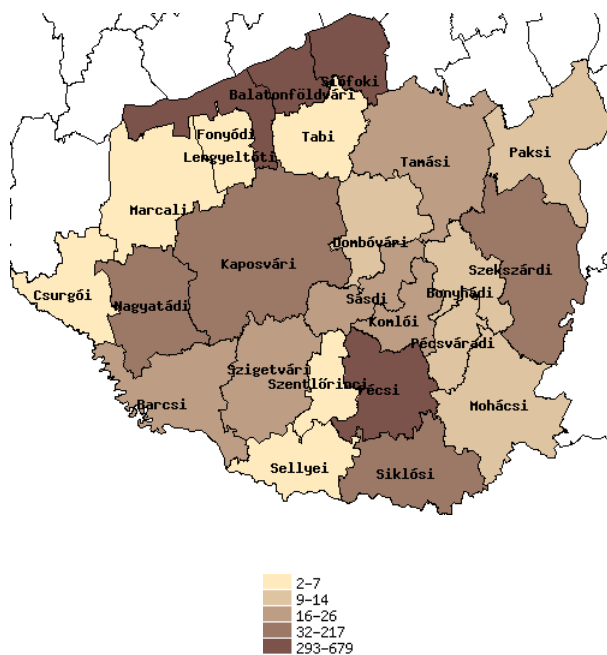 Siófoki
Balatonföldvári
Fonyódi
Tabi
Lengyeltóti
Tamási
Paksi
Marcali
Dombóvári
Kaposvári
Szekszárdi
Csurgói
Nagyatádi
Sásdi
Bonyhádi
Komlói
Pécsváradi
Szigetvári
Szentlőrinci
Pécsi
Barcsi
Mohácsi
Sellyei
Siklósi
2-7
9-14
16-26
32-217
293-679